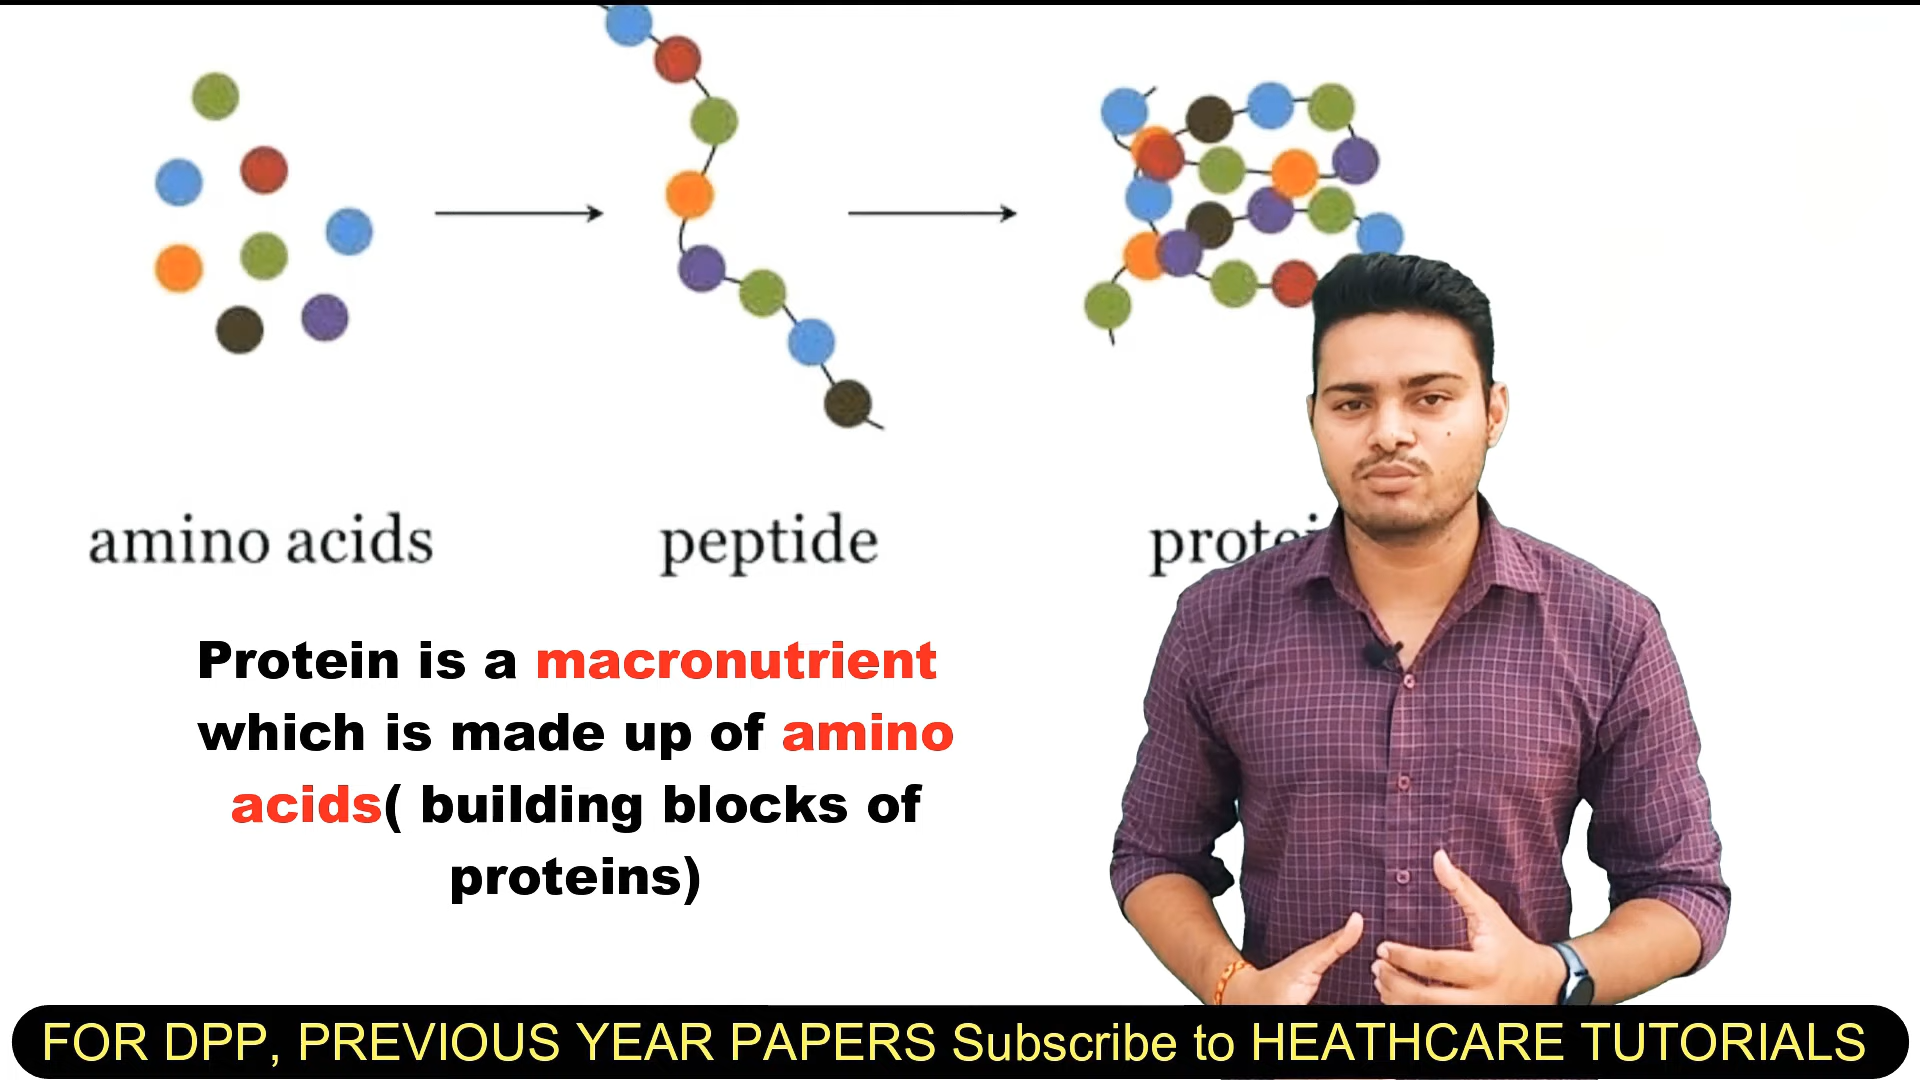 amino acids
peptide
Protein is a macronutrient
which is made up of amino
acids( building blocks of
proteins)
FOR DPP, PREVIOUS YEAR PAPERS Subscribe to HEATHCARE TUTORIALS